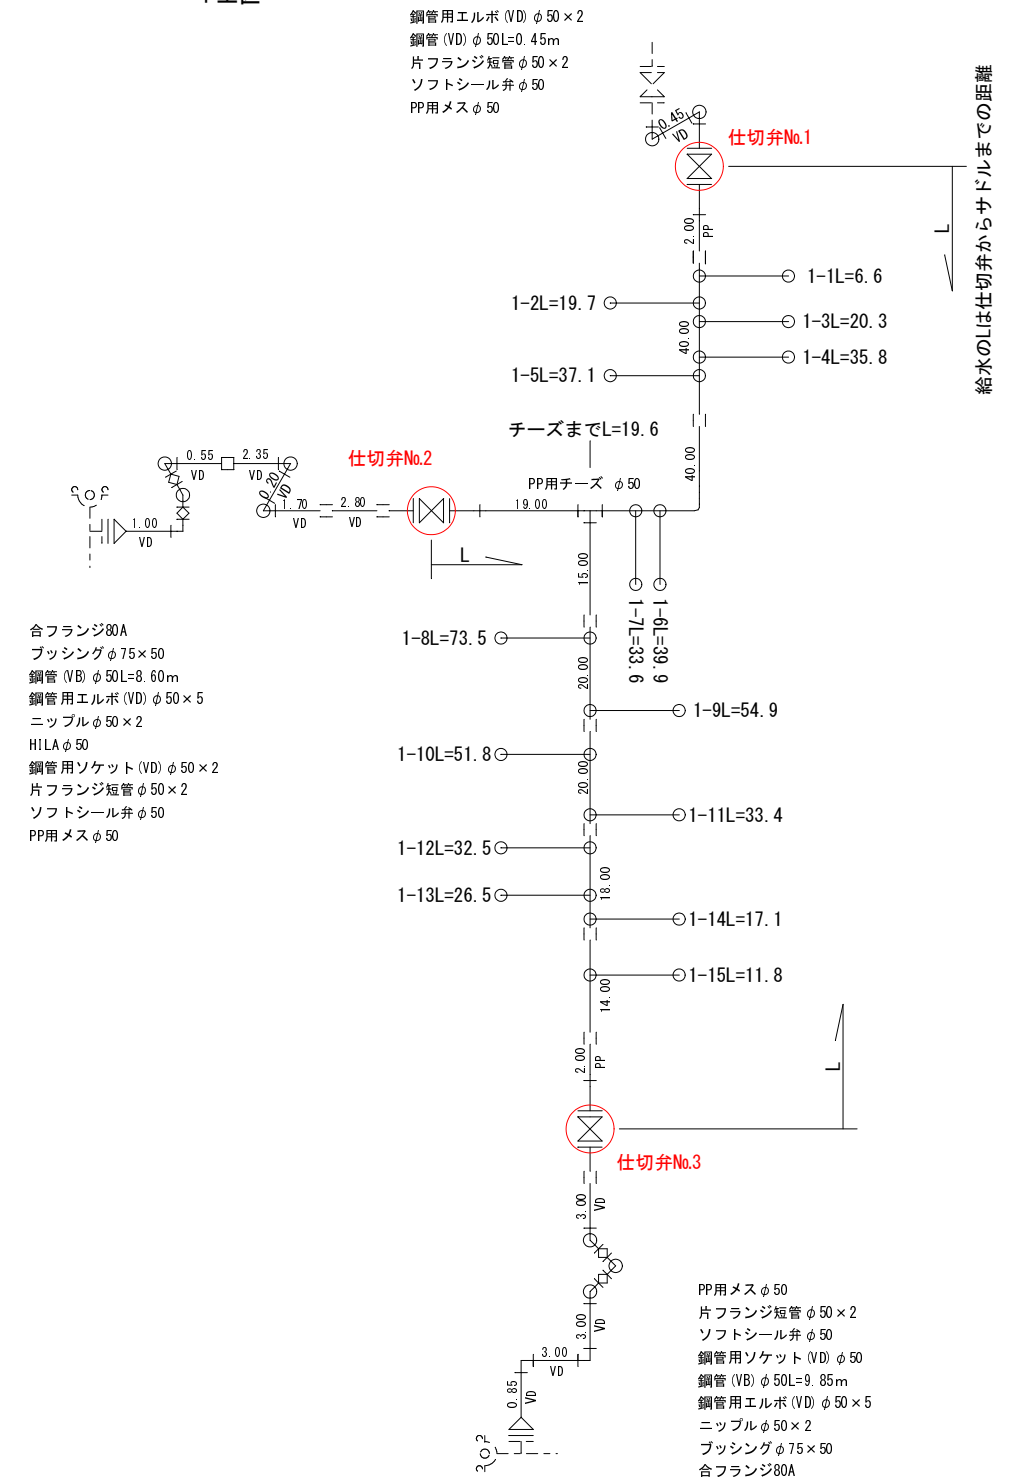 鋼管用エルボ(VD)φ50×2
鋼管(VD)φ50L=0.45m
片フランジ短管φ50×2
ソフトシール弁φ50
PP用メスφ50
0.45
VD
仕切弁No.1
給水のLは仕切弁からサドルまでの距離
L
2.00
PP
1-1L=6.6
1-2L=19.7
1-3L=20.3
40.00
1-4L=35.8
1-5L=37.1
チーズまでL=19.6
40.00
仕切弁No.2
PP用チーズ φ50
0.55
VD
2.35
VD
0.20
VD
1.70
VD
2.80
VD
19.00
1.00
VD
L
15.00
1-7L=33.6
1-6L=39.9
合フランジ80A
ブッシングφ75×50
鋼管(VB)φ50L=8.60m
鋼管用エルボ(VD)φ50×5
ニップルφ50×2
HILAφ50
鋼管用ソケット(VD)φ50×2
片フランジ短管φ50×2
ソフトシール弁φ50
PP用メスφ50
1-8L=73.5
20.00
1-9L=54.9
1-10L=51.8
20.00
1-11L=33.4
1-12L=32.5
18.00
1-13L=26.5
1-14L=17.1
1-15L=11.8
14.00
2.00
PP
L
仕切弁No.3
3.00
VD
3.00
VD
3.00
VD
0.85
VD
PP用メスφ50
片フランジ短管φ50×2
ソフトシール弁φ50
鋼管用ソケット(VD)φ50
鋼管(VB)φ50L=9.85m
鋼管用エルボ(VD)φ50×5
ニップルφ50×2
ブッシングφ75×50
合フランジ80A